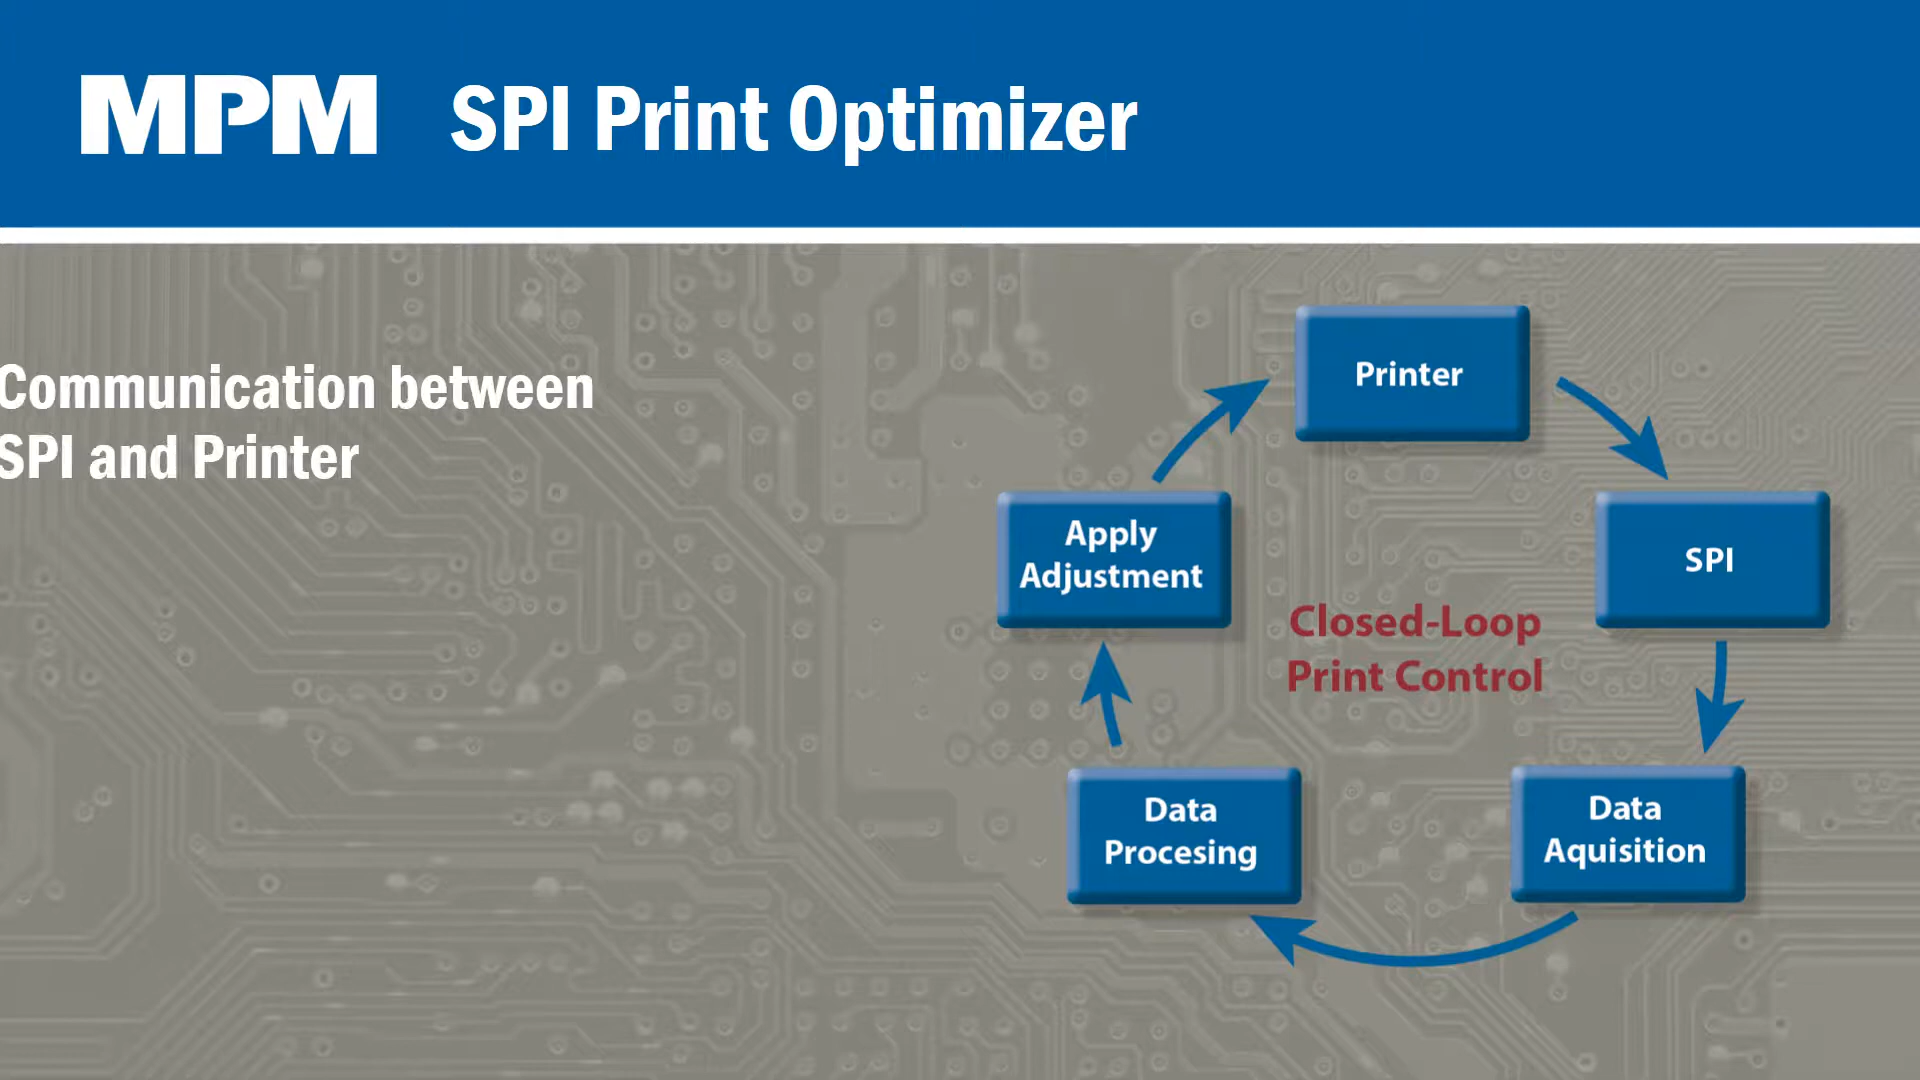 MPM SPI Print Optimizer
Communication between
SPI and Printer
Printer
SPI
Data
Aquisition
Data
Procesing
Apply
Adjustment
Closed-Loop
Print Control